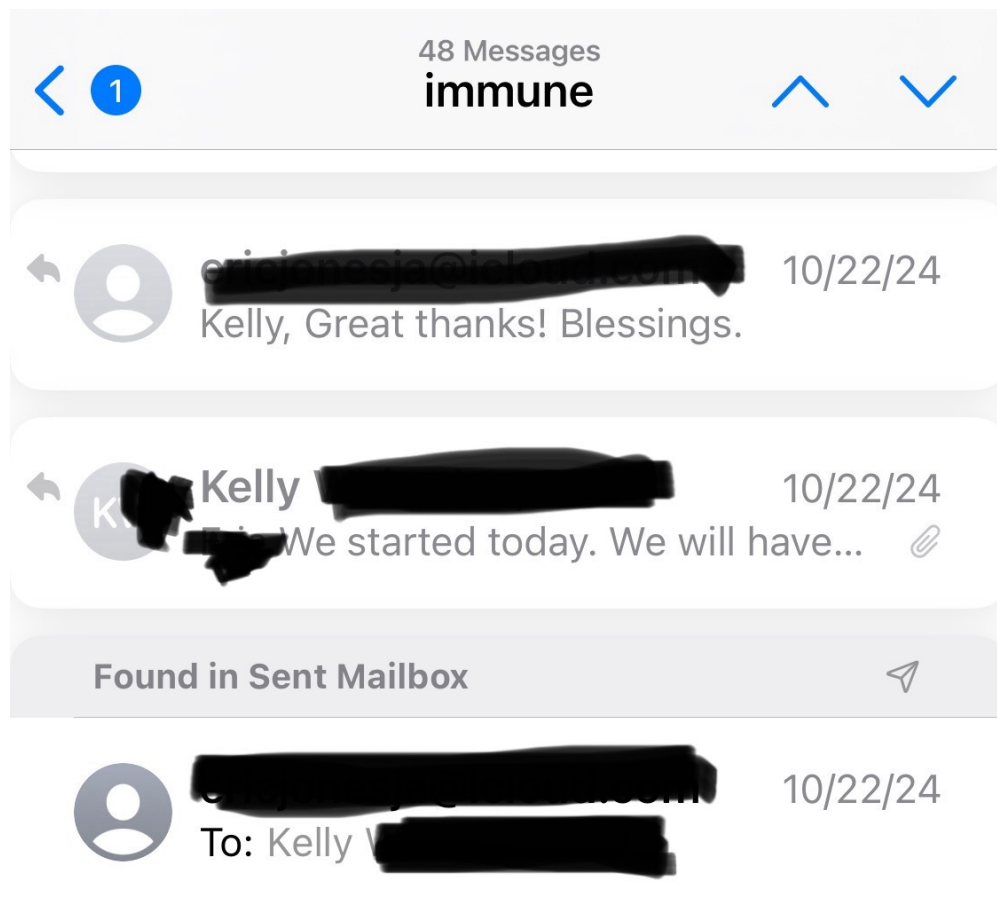 48 Messages
1
immune
10/22/24
Kelly, Great thanks! Blessings.
Kelly
10/22/24
We started today. We will have...
Found in Sent Mailbox
10/22/24
To: Kelly